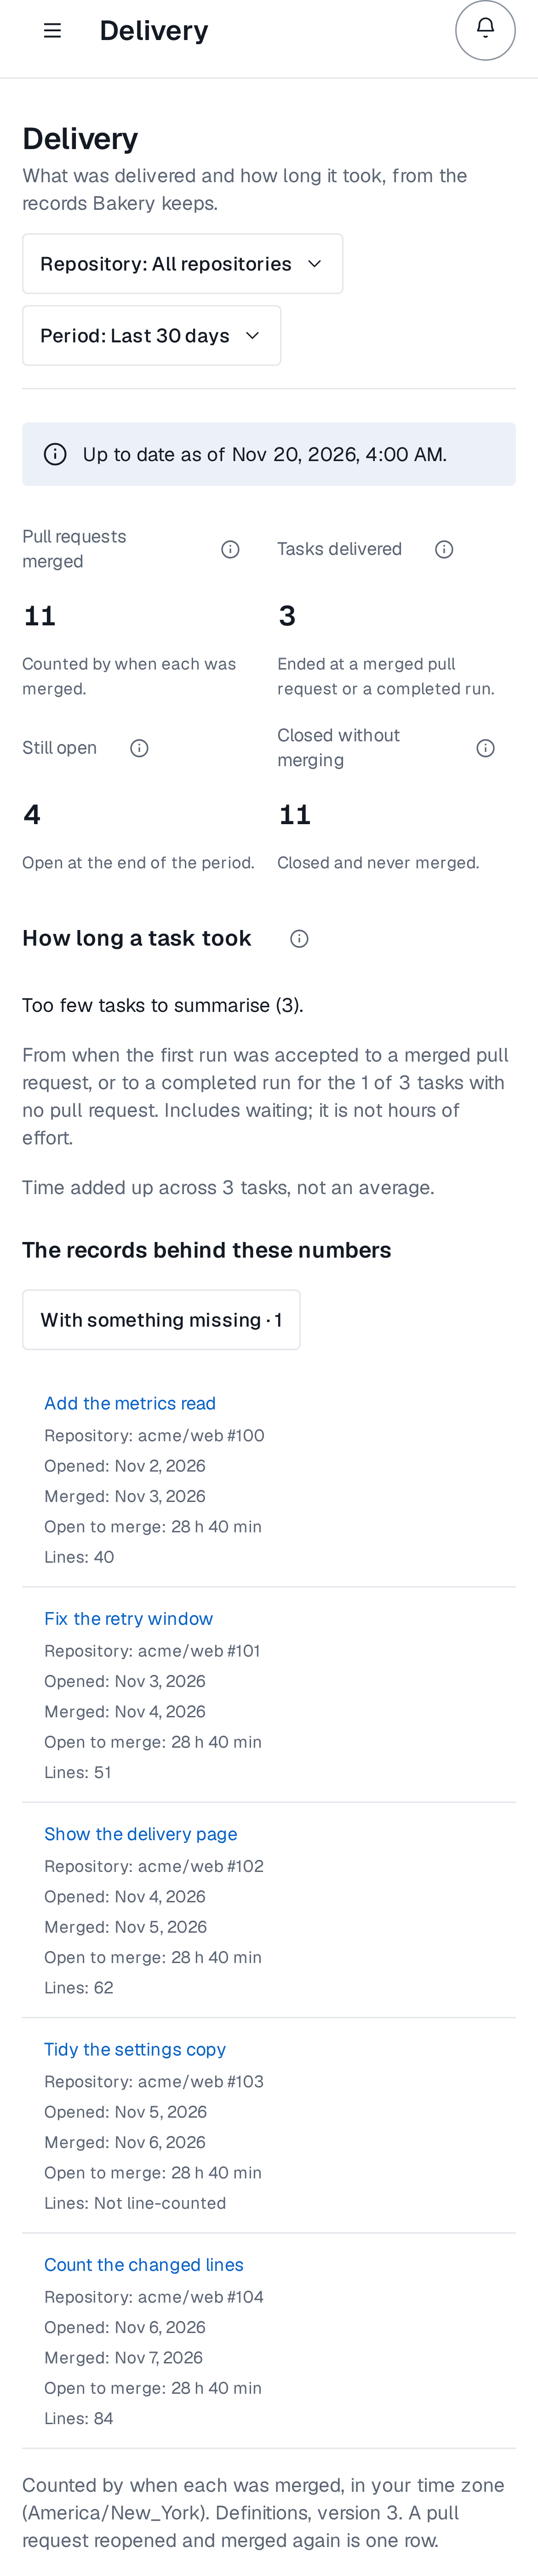 Delivery
Delivery
What was delivered and how long it took, from the
records Bakery keeps.
Repository: All repositories
Period: Last 30 days
Up to date as of Nov 20, 2026, 4:00 AM.
Pull requests
merged
11
Counted by when each was
merged.
Tasks delivered
3
Ended at a merged pull
request or a completed run.
Still open
4
Open at the end of the period.
Closed without
merging
11
Closed and never merged.
How long a task took
Too few tasks to summarise (3).
From when the first run was accepted to a merged pull
request, or to a completed run for the 1 of 3 tasks with
no pull request. Includes waiting; it is not hours of
effort.
Time added up across 3 tasks, not an average.
The records behind these numbers
With something missing · 1
Add the metrics read
Repository: acme/web #100
Opened: Nov 2, 2026
Merged: Nov 3, 2026
Open to merge: 28 h 40 min
Lines: 40
Fix the retry window
Repository: acme/web #101
Opened: Nov 3, 2026
Merged: Nov 4, 2026
Open to merge: 28 h 40 min
Lines: 51
Show the delivery page
Repository: acme/web #102
Opened: Nov 4, 2026
Merged: Nov 5, 2026
Open to merge: 28 h 40 min
Lines: 62
Tidy the settings copy
Repository: acme/web #103
Opened: Nov 5, 2026
Merged: Nov 6, 2026
Open to merge: 28 h 40 min
Lines: Not line-counted
Count the changed lines
Repository: acme/web #104
Opened: Nov 6, 2026
Merged: Nov 7, 2026
Open to merge: 28 h 40 min
Lines: 84
Counted by when each was merged, in your time zone
(America/New_York). Definitions, version 3. A pull
request reopened and merged again is one row.